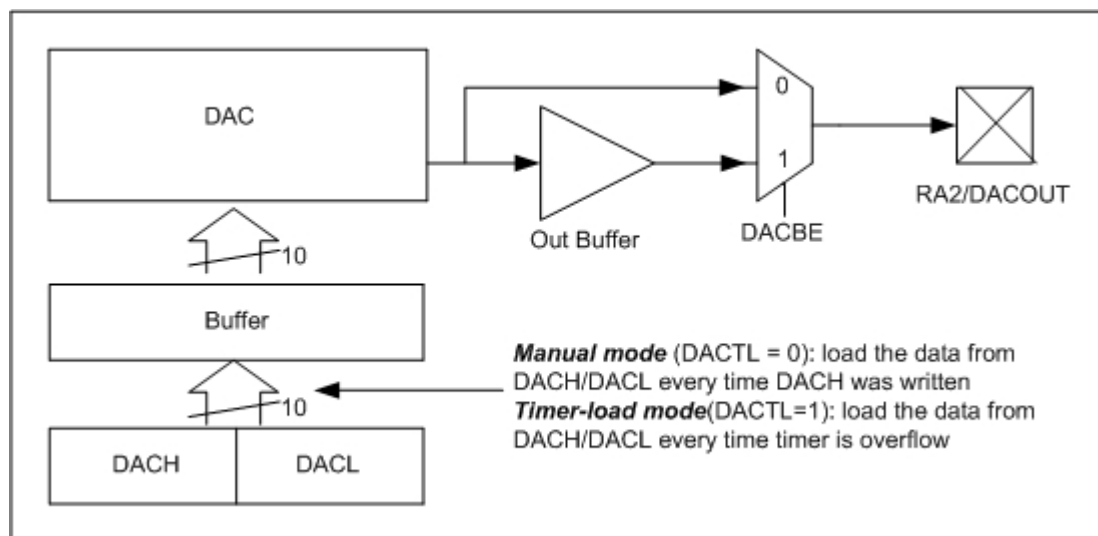 DAC
0
1
RA2/DACOUT
Out Buffer
DACBE
10
Buffer
Manual mode (DACTL = 0): load the data from
DACH/DACL every time DACH was written
Timer-load mode(DACTL=1): load the data from
DACH/DACL every time timer is overflow
10
DACH
DACL